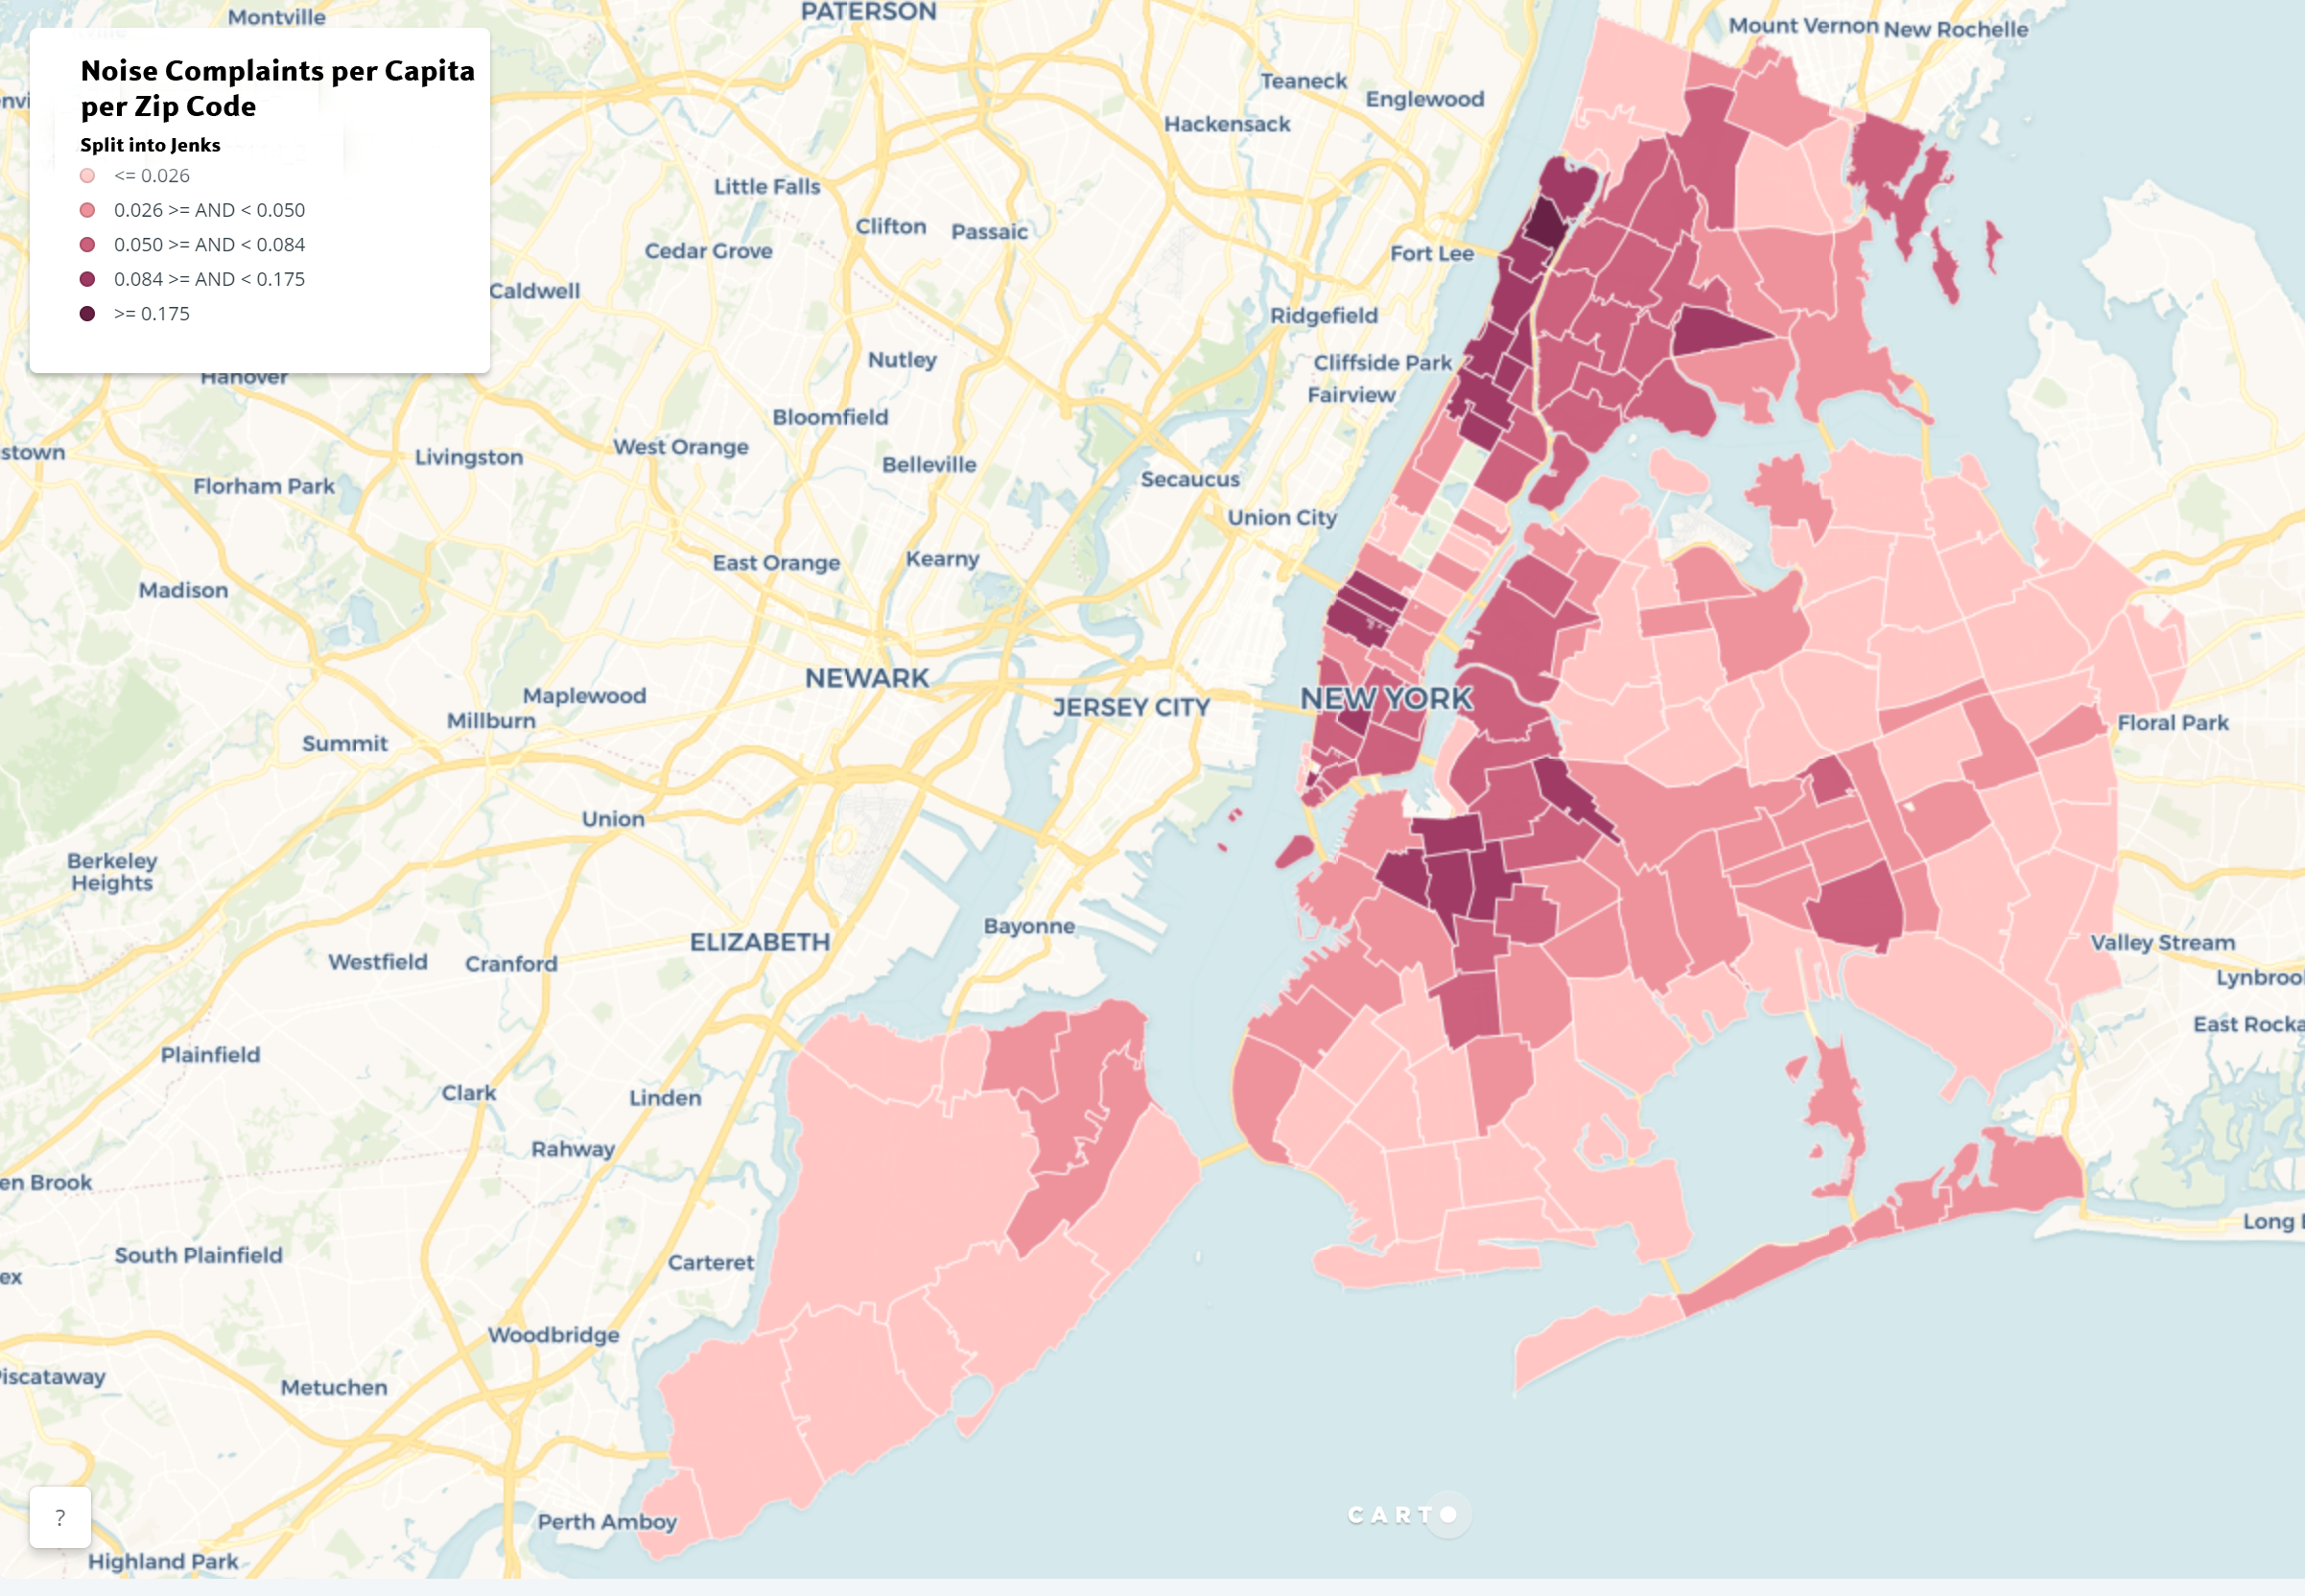 Montville
PATERSON
Mount Vernon
New Rochelle
Noise Complaints per Capita
per Zip Code
Split into Jenks
<= 0.026
0.026 >= AND < 0.050
0.050 >= AND < 0.084
0.084 >= AND < 0.175
>= 0.175
Teaneck
Englewood
Hackensack
Little Falls
Clifton
Passaic
Cedar Grove
Fort Lee
Caldwell
Ridgefield
Nutley
Cliffside Park
Hanover
Fairview
Bloomfield
stown
Livingston
West Orange
Belleville
Florham Park
Secaucus
Union City
East Orange
Kearny
Madison
NEWARK
Maplewood
JERSEY CITY
NEW YORK
Millburn
Summit
Floral Park
Union
Berkeley
Heights
Bayonne
ELIZABETH
Valley Stream
Westfield
Cranford
Lynbrook
East Rocka
Plainfield
Clark
Linden
Rahway
en Brook
Long
South Plainfield
Carteret
ex
Woodbridge
Piscataway
Metuchen
CARTO
?
Perth Amboy
Highland Park